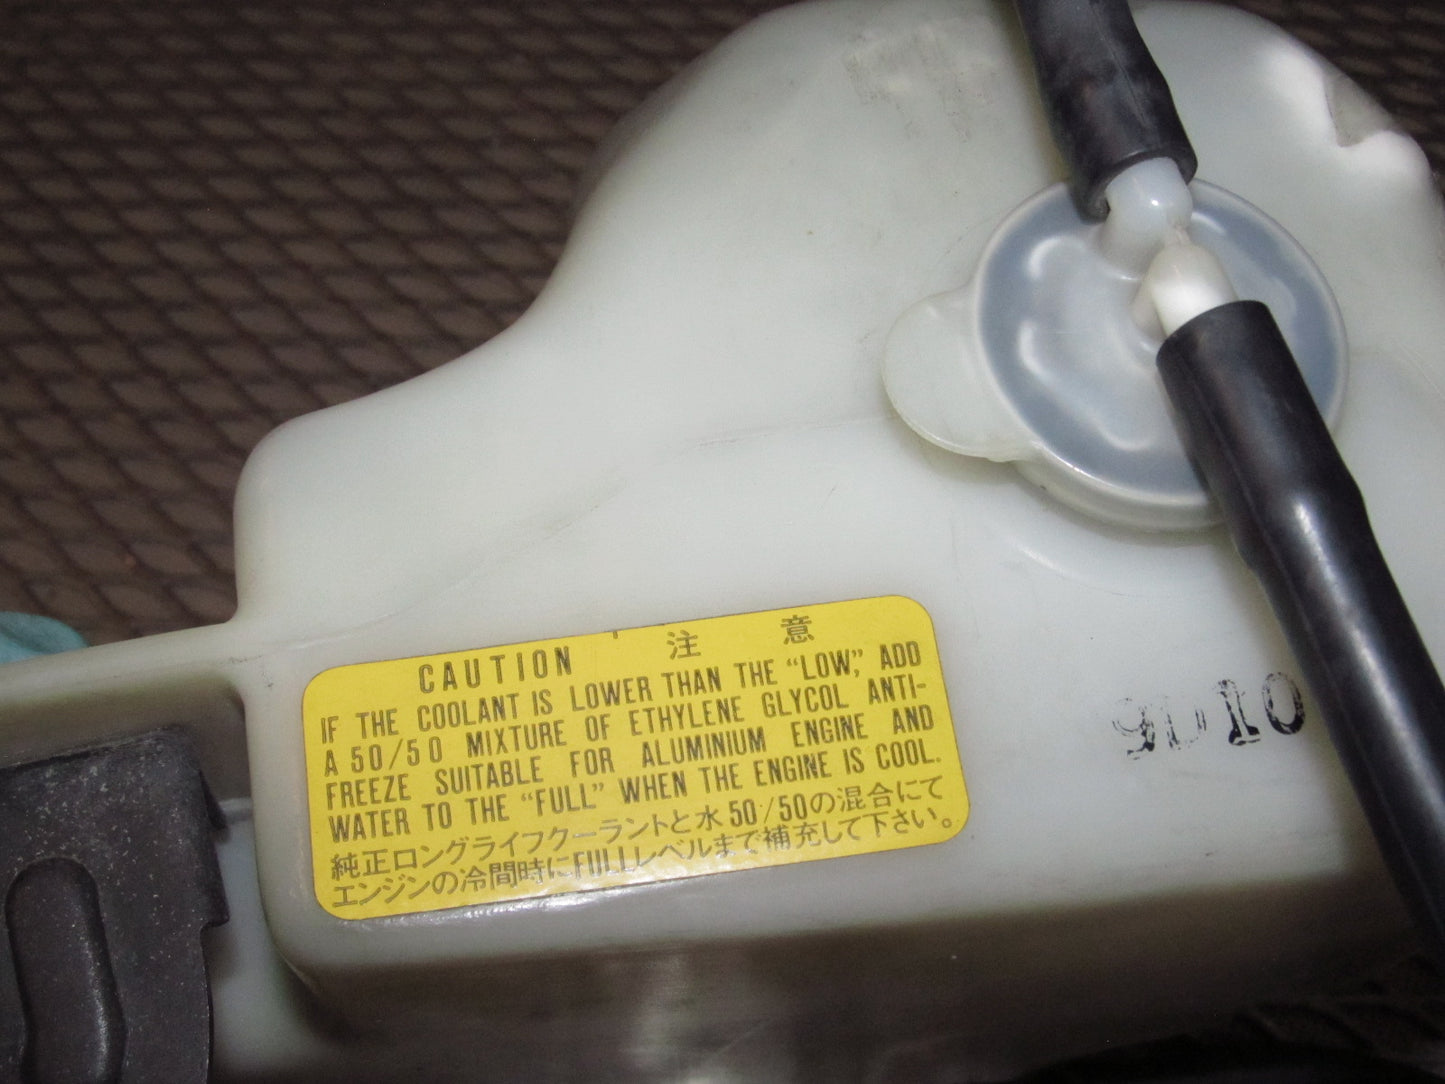 CAUTION 注 意
IF THE COOLANT IS LOWER THAN THE “LOW”, ADD
A 50/50 MIXTURE OF ETHYLENE GLYCOL ANTI-
FREEZE SUITABLE FOR ALUMINIUM ENGINE AND
WATER TO THE “FULL” WHEN THE ENGINE IS COOL.
純正ロングライフクーラントと水50/50の混合にて
エンジンの冷間時にFULLレベルまで補充して下さい。
9D10